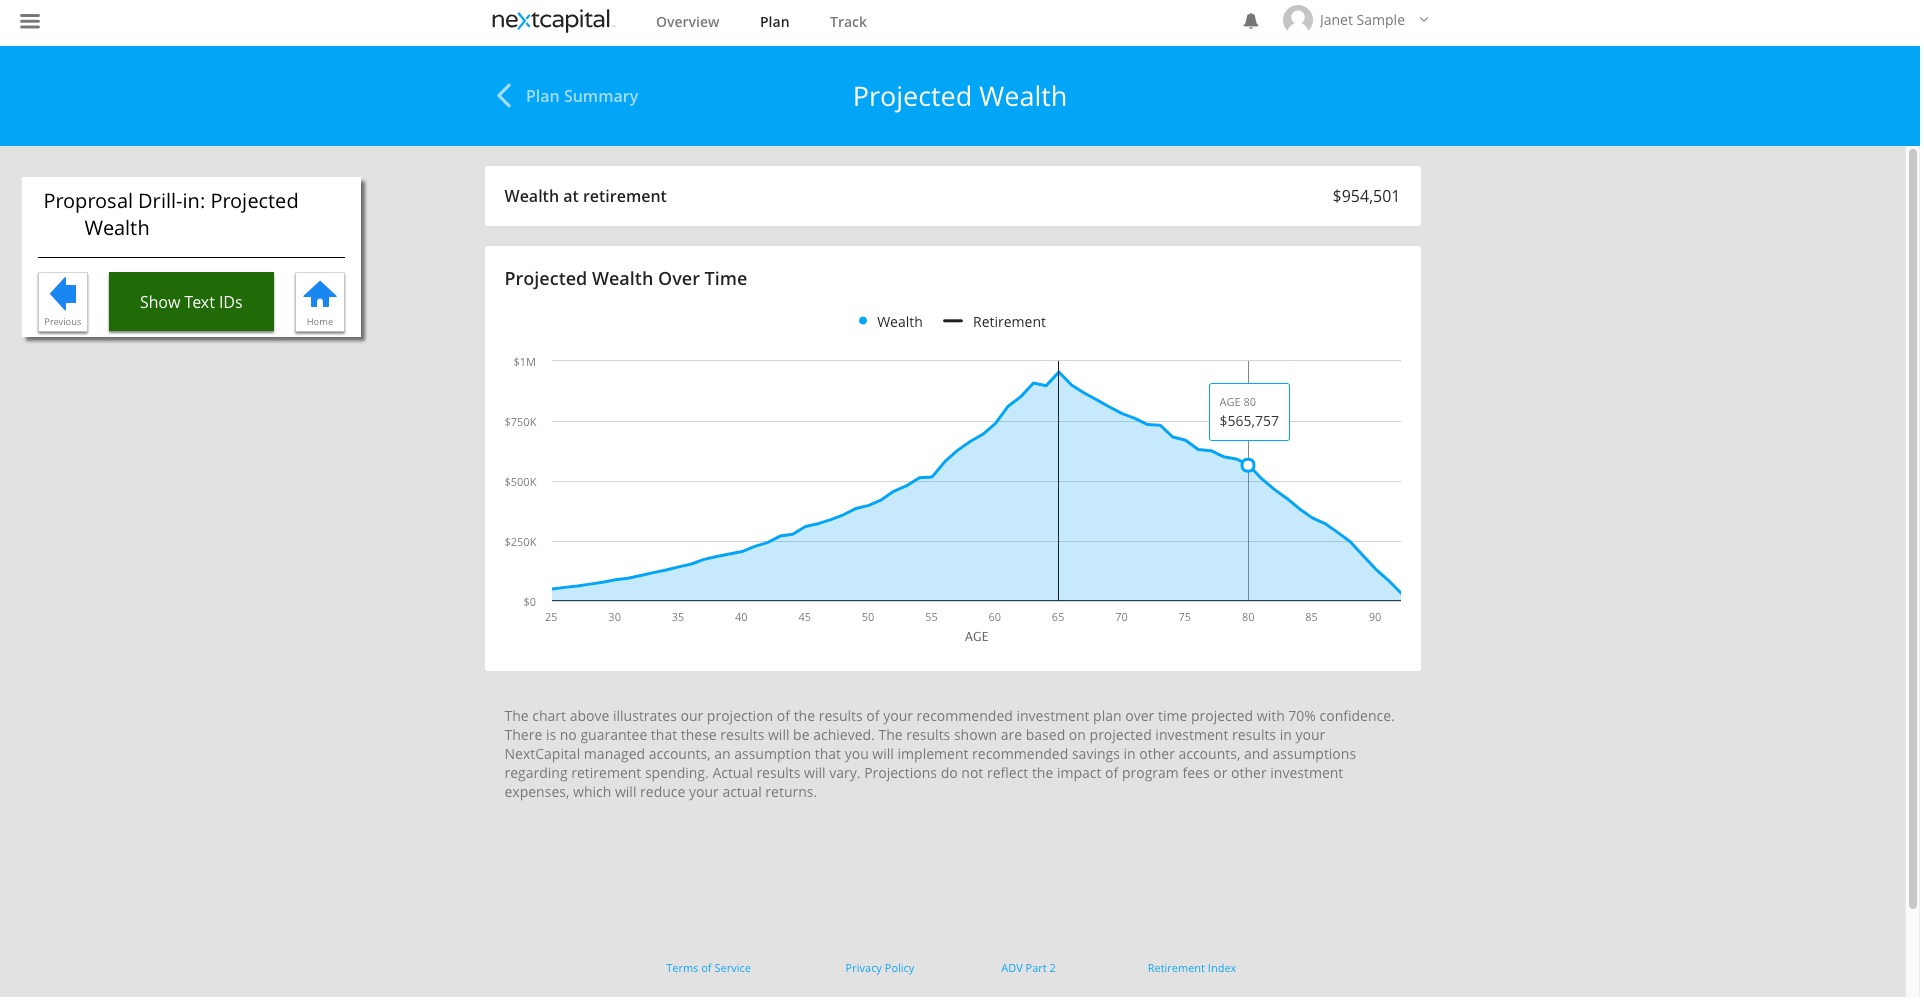 nextcapital
Overview
Plan
Track
Janet Sample
Plan Summary
Projected Wealth
Proprosal Drill-in: Projected
Wealth
Previous
Show Text IDs
Home
Wealth at retirement
$954,501
Projected Wealth Over Time
Wealth
Retirement
$1M
$750K
$500K
$250K
$0
AGE 80
$565,757
25 30 35 40 45 50 55 60 65 70 75 80 85 90
AGE
The chart above illustrates our projection of the results of your recommended investment plan over time projected with 70% confidence.
There is no guarantee that these results will be achieved. The results shown are based on projected investment results in your
NextCapital managed accounts, an assumption that you will implement recommended savings in other accounts, and assumptions
regarding retirement spending. Actual results will vary. Projections do not reflect the impact of program fees or other investment
expenses, which will reduce your actual returns.
Terms of Service
Privacy Policy
ADV Part 2
Retirement Index